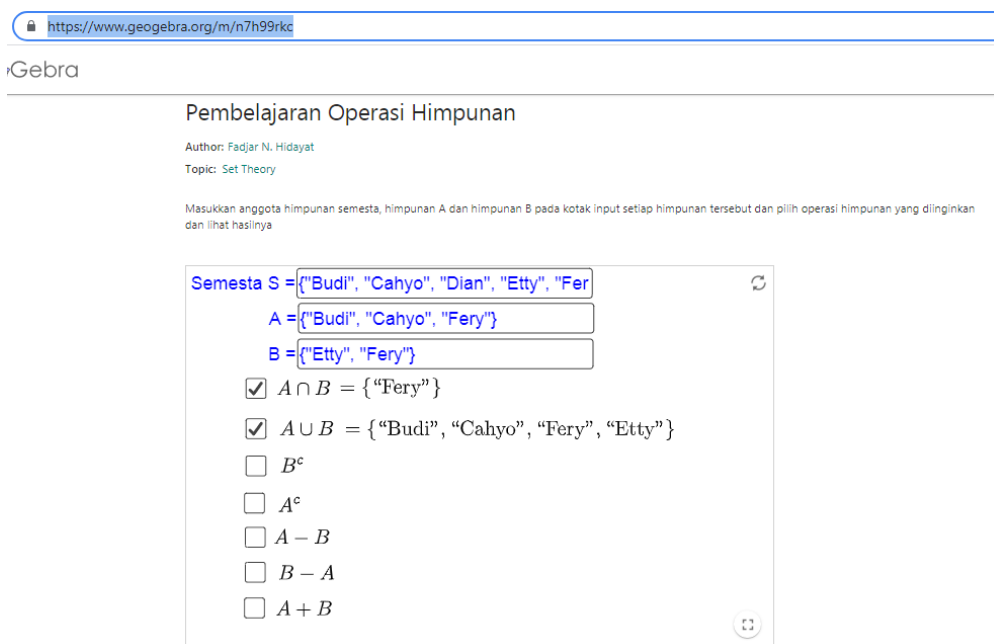 https://www.geogebra.org/m/n7h99rkc
Gebra
Pembelajaran Operasi Himpunan
Author: Fadjar N. Hidayat
Topic: Set Theory
Masukkan anggota himpunan semesta, himpunan A dan himpunan B pada kotak input setiap himpunan tersebut dan pilih operasi himpunan yang diinginkan
dan lihat hasilnya
Semesta S = {"Budi", "Cahyo", "Dian", "Etty", "Fer
A = {"Budi", "Cahyo", "Fery"}
B = {"Etty", "Fery"}
A ∩ B = {“Fery”}
A ∪ B = {“Budi”, “Cahyo”, “Fery”, “Etty”}
Bᶜ
Aᶜ
A − B
B − A
A + B